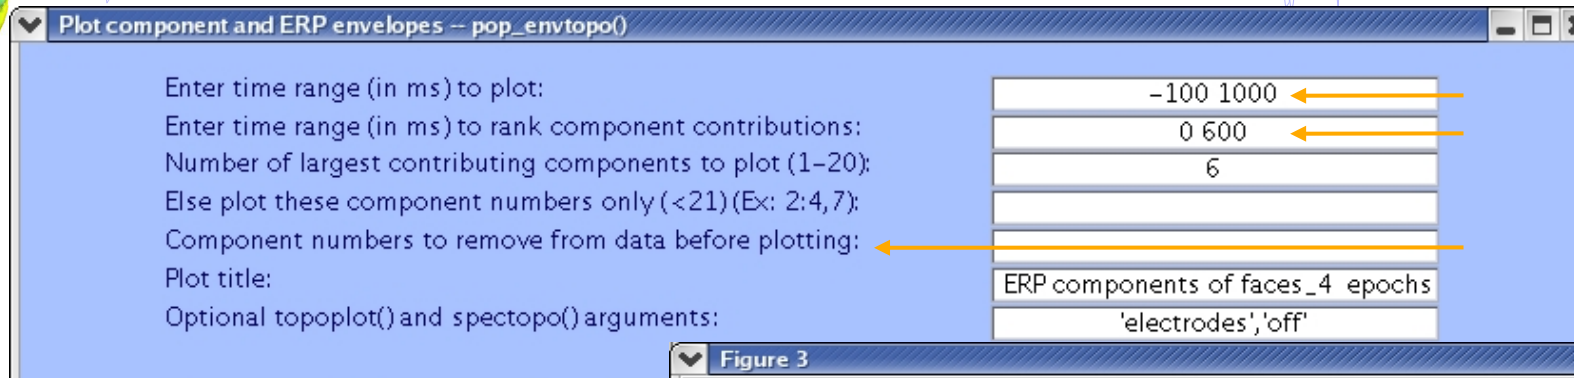 Plot component and ERP envelopes -- pop_envtopo()
Enter time range (in ms) to plot: -100 1000
Enter time range (in ms) to rank component contributions: 0 600
Number of largest contributing components to plot (1-20): 6
Else plot these component numbers only (<21) (Ex: 2:4,7):
Component numbers to remove from data before plotting:
Plot title: ERP components of faces_4 epochs
Optional topoplot() and spectopo() arguments: 'electrodes','off'
Figure 3